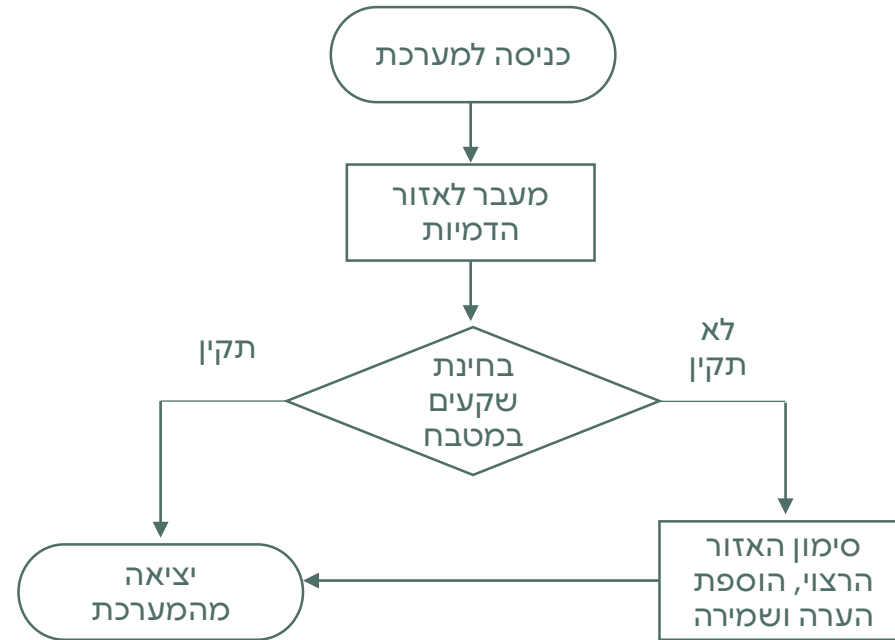 כניסה למערכת
מעבר לאזור
הדמיות
לא
תקין
תקין
בחינת
שקעים
במטבח
סימון האזור
הרצוי, הוספת
הערה ושמירה
יציאה
מהמערכת